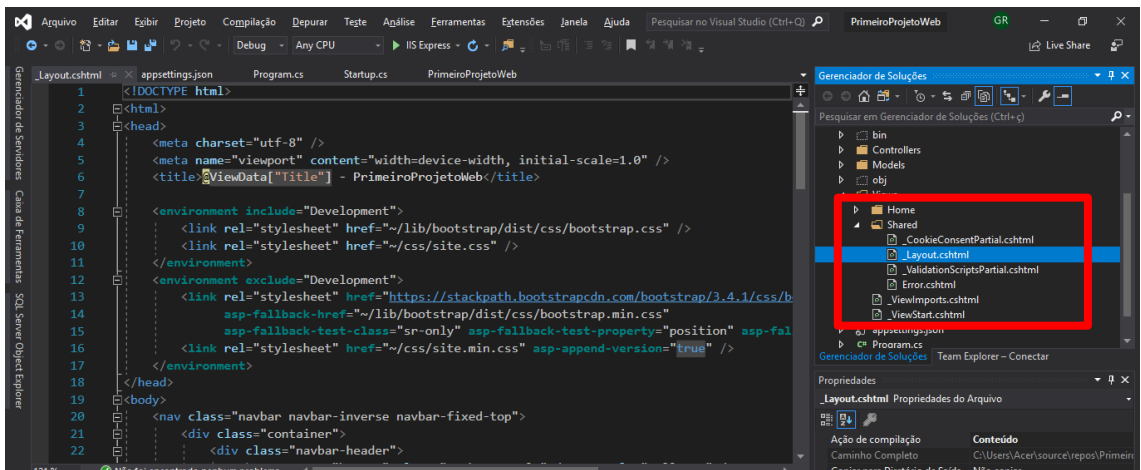 Arquivo Editar Exibir Projeto Compilação Depurar Teste Análise Ferramentas Extensões Janela Ajuda Pesquisar no Visual Studio (Ctrl+Q) PrimeiroProjetoWeb GR
Debug Any CPU IIS Express Live Share
Gerenciador de Servidores
Caixa de Ferramentas
SQL Server Object Explorer
_Layout.cshtml appsettings.json Program.cs Startup.cs PrimeiroProjetoWeb
1 <!DOCTYPE html>
2 <html>
3 <head>
4 <meta charset="utf-8" />
5 <meta name="viewport" content="width=device-width, initial-scale=1.0" />
6 <title>@ViewData["Title"] - PrimeiroProjetoWeb</title>
7
8 <environment include="Development">
9 <link rel="stylesheet" href="~/lib/bootstrap/dist/css/bootstrap.css" />
10 <link rel="stylesheet" href="~/css/site.css" />
11 </environment>
12 <environment exclude="Development">
13 <link rel="stylesheet" href="https://stackpath.bootstrapcdn.com/bootstrap/3.4.1/css/b
14 asp-fallback-href="~/lib/bootstrap/dist/css/bootstrap.min.css"
15 asp-fallback-test-class="sr-only" asp-fallback-test-property="position" asp-fal
16 <link rel="stylesheet" href="~/css/site.min.css" asp-append-version="true" />
17 </environment>
18 </head>
19 <body>
20 <nav class="navbar navbar-inverse navbar-fixed-top">
21 <div class="container">
22 <div class="navbar-header">
Gerenciador de Soluções
Pesquisar em Gerenciador de Soluções (Ctrl+ç)
bin
Controllers
Models
obj
Views
Home
Shared
_CookieConsentPartial.cshtml
_Layout.cshtml
_ValidationScriptsPartial.cshtml
Error.cshtml
_ViewImports.cshtml
_ViewStart.cshtml
appsettings.json
C# Program.cs
Gerenciador de Soluções Team Explorer – Conectar
Propriedades
_Layout.cshtml Propriedades do Arquivo
Ação de compilação Conteúdo
Caminho Completo C:\Users\Acer\source\repos\Primeiro